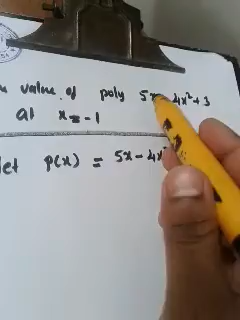 value of poly 5x 4x² + 3
at x = -1
let p(x) = 5x - 4x²